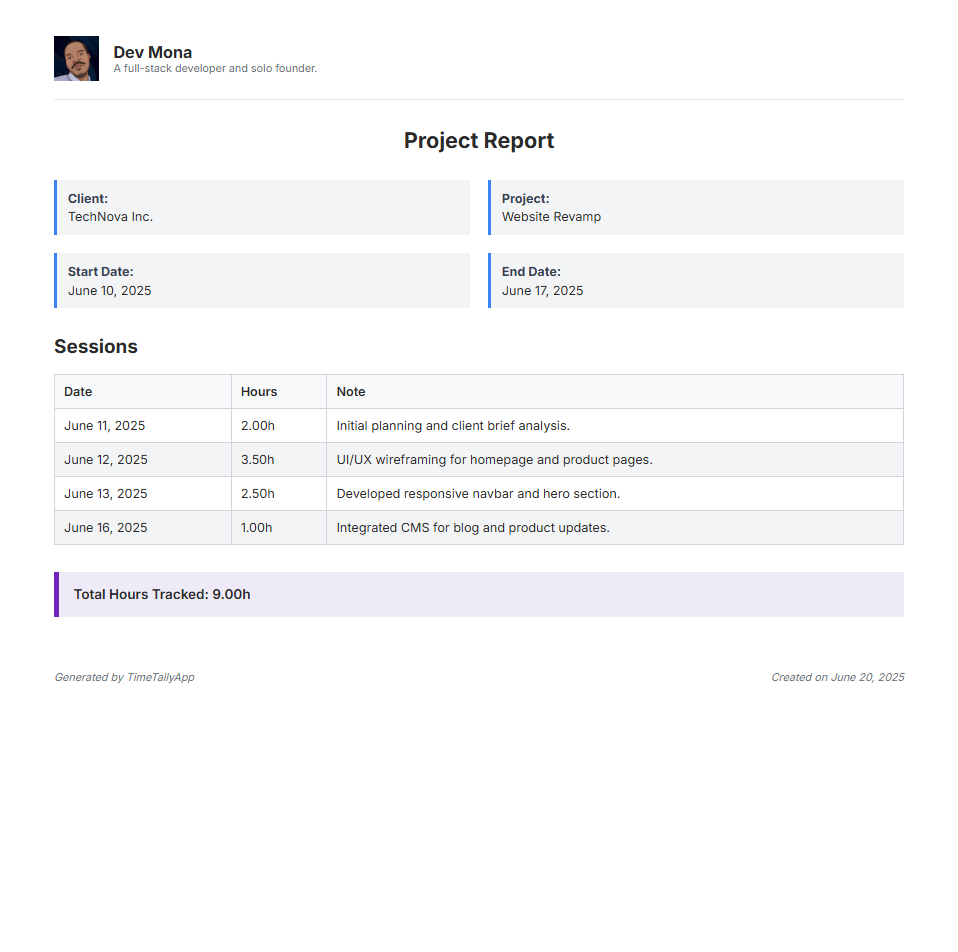 Dev Mona
A full-stack developer and solo founder.
Project Report
Client:
TechNova Inc.
Project:
Website Revamp
Start Date:
June 10, 2025
End Date:
June 17, 2025
Sessions
Date Hours Note
June 11, 2025 2.00h Initial planning and client brief analysis.
June 12, 2025 3.50h UI/UX wireframing for homepage and product pages.
June 13, 2025 2.50h Developed responsive navbar and hero section.
June 16, 2025 1.00h Integrated CMS for blog and product updates.
Total Hours Tracked: 9.00h
Generated by TimeTallyApp Created on June 20, 2025